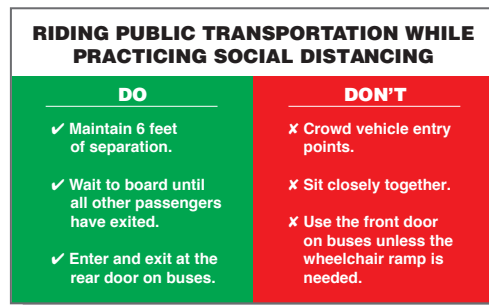 RIDING PUBLIC TRANSPORTATION WHILE
PRACTICING SOCIAL DISTANCING
DO
✔ Maintain 6 feet
of separation.
✔ Wait to board until
all other passengers
have exited.
✔ Enter and exit at the
rear door on buses.
DON'T
✘ Crowd vehicle entry
points.
✘ Sit closely together.
✘ Use the front door
on buses unless the
wheelchair ramp is
needed.